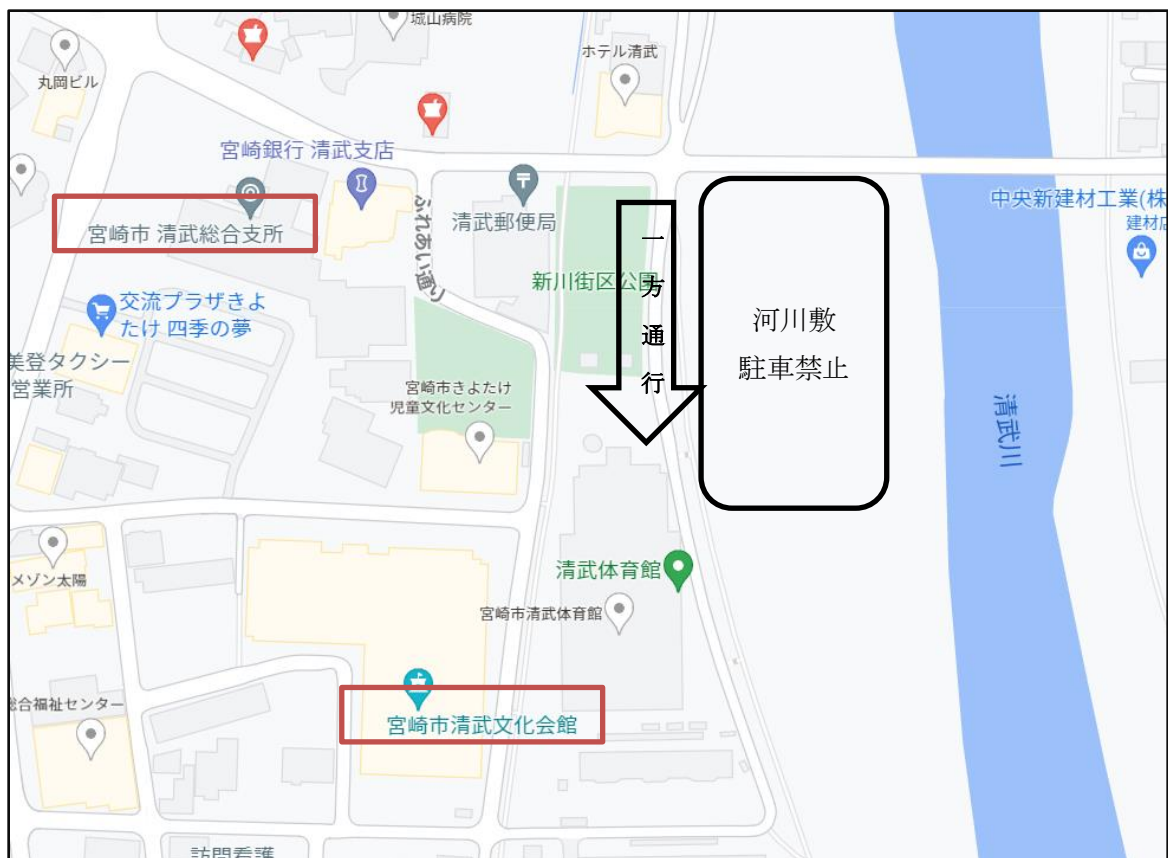 城山病院
ホテル清武
丸岡ビル
宮崎銀行 清武支店
中央新建材工業(株
建材店
宮崎市 清武総合支所
ふれあい通り
清武郵便局
新川街区公園
一方通行
河川敷
駐車禁止
交流プラザきよ
たけ 四季の夢
美登タクシー
営業所
宮崎市きよたけ
児童文化センター
清武川
メゾン太陽
清武体育館
宮崎市清武体育館
総合福祉センター
宮崎市清武文化会館
訪問看護